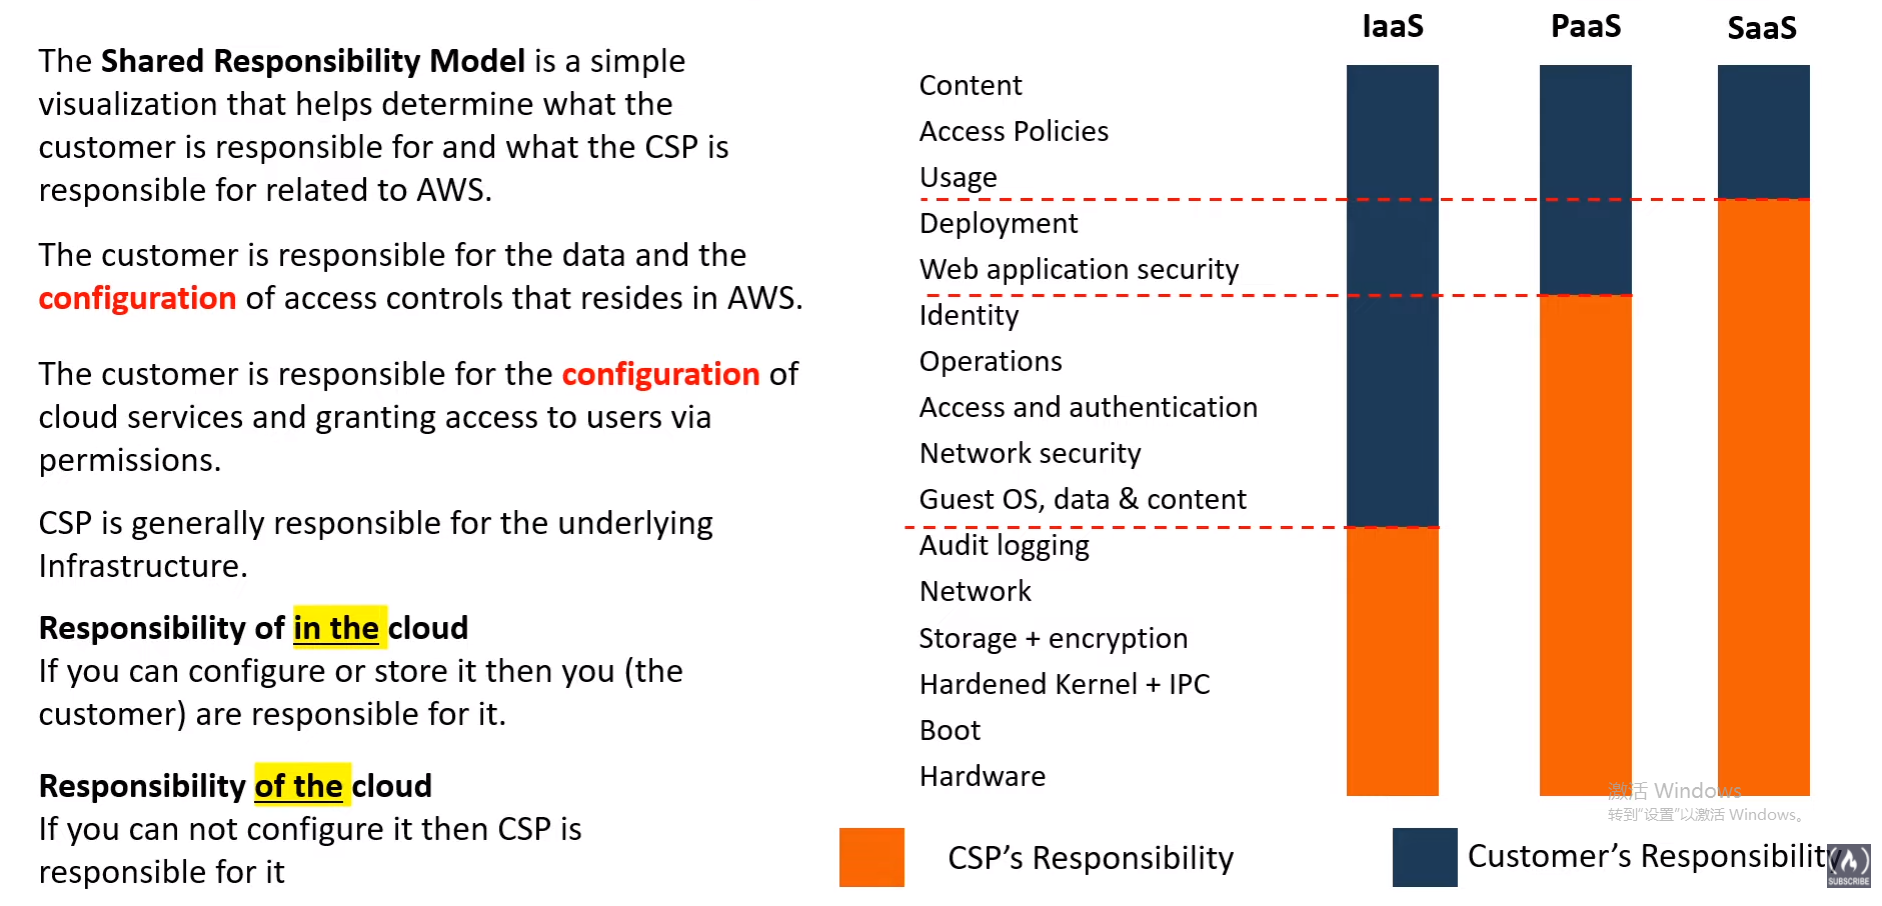 The Shared Responsibility Model is a simple
visualization that helps determine what the
customer is responsible for and what the CSP is
responsible for related to AWS.
The customer is responsible for the data and the
configuration of access controls that resides in AWS.
The customer is responsible for the configuration of
cloud services and granting access to users via
permissions.
CSP is generally responsible for the underlying
Infrastructure.
Responsibility of in the cloud
If you can configure or store it then you (the
customer) are responsible for it.
Responsibility of the cloud
If you can not configure it then CSP is
responsible for it
IaaS PaaS SaaS
Content
Access Policies
Usage
Deployment
Web application security
Identity
Operations
Access and authentication
Network security
Guest OS, data & content
Audit logging
Network
Storage + encryption
Hardened Kernel + IPC
Boot
Hardware
激活 Windows
转到"设置"以激活 Windows。
CSP's Responsibility
Customer's Responsibility
SUBSCRIBE